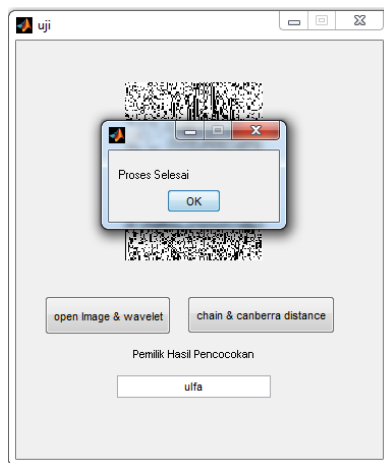 uji
Proses Selesai
OK
open image & wavelet
chain & canberra distance
Pemilik Hasil Pencocokan
ulfa